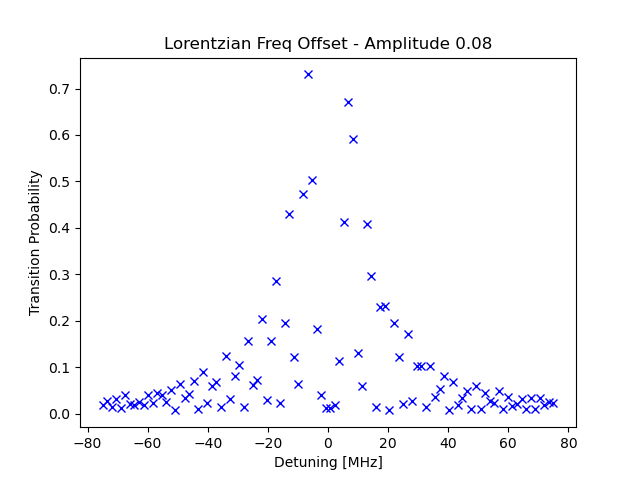 Lorentzian Freq Offset - Amplitude 0.08
Transition Probability
0.7
0.6
0.5
0.4
0.3
0.2
0.1
0.0
−80 −60 −40 −20 0 20 40 60 80
Detuning [MHz]